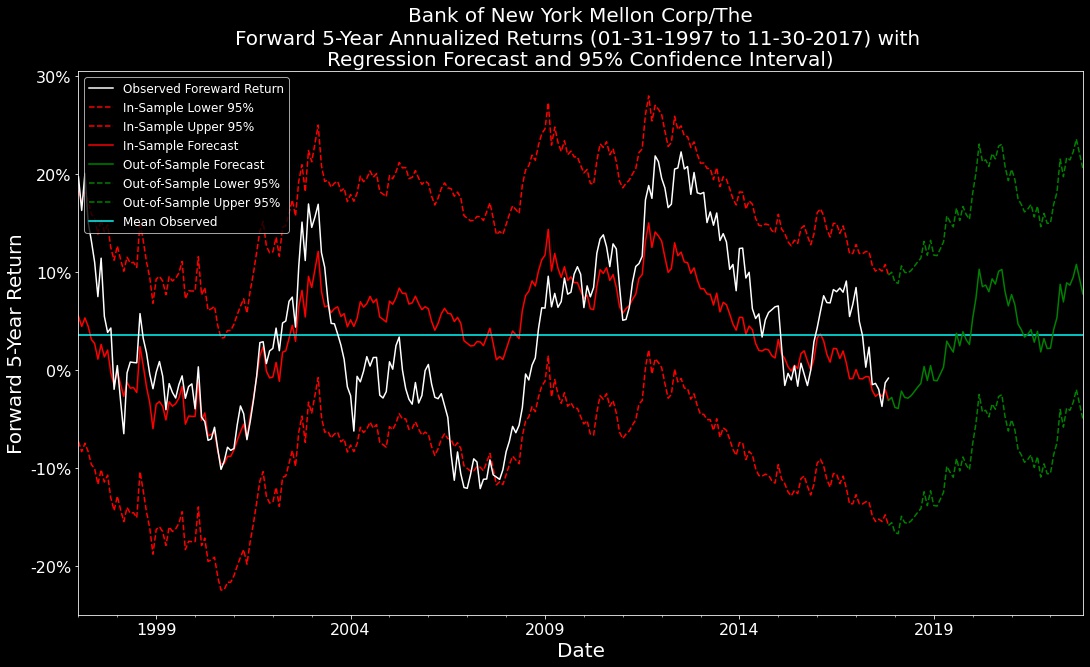 Bank of New York Mellon Corp/The
Forward 5-Year Annualized Returns (01-31-1997 to 11-30-2017) with
Regression Forecast and 95% Confidence Interval)
Observed Foreward Return
In-Sample Lower 95%
In-Sample Upper 95%
In-Sample Forecast
Out-of-Sample Forecast
Out-of-Sample Lower 95%
Out-of-Sample Upper 95%
Mean Observed
Forward 5-Year Return
30%
20%
10%
0%
-10%
-20%
1999 2004 2009 2014 2019
Date